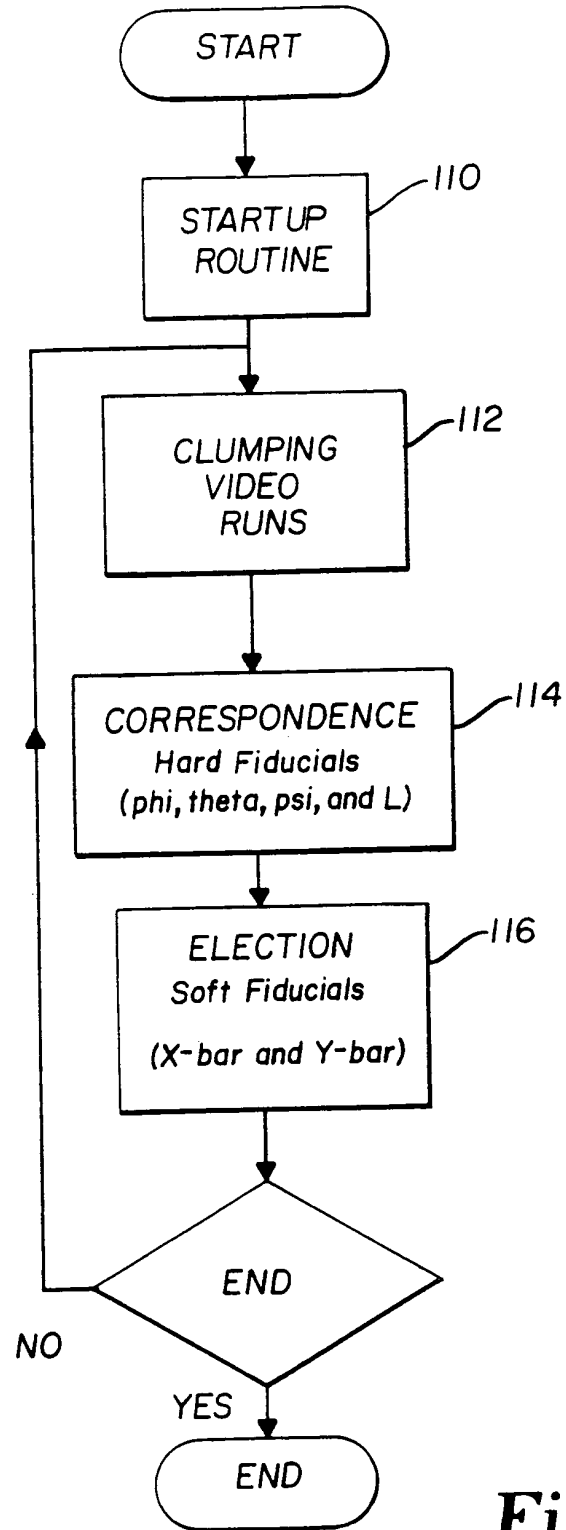 START
110
STARTUP
ROUTINE
112
CLUMPING
VIDEO
RUNS
114
CORRESPONDENCE
Hard Fiducials
(phi, theta, psi, and L)
116
ELECTION
Soft Fiducials
(X-bar and Y-bar)
END
NO
YES
END